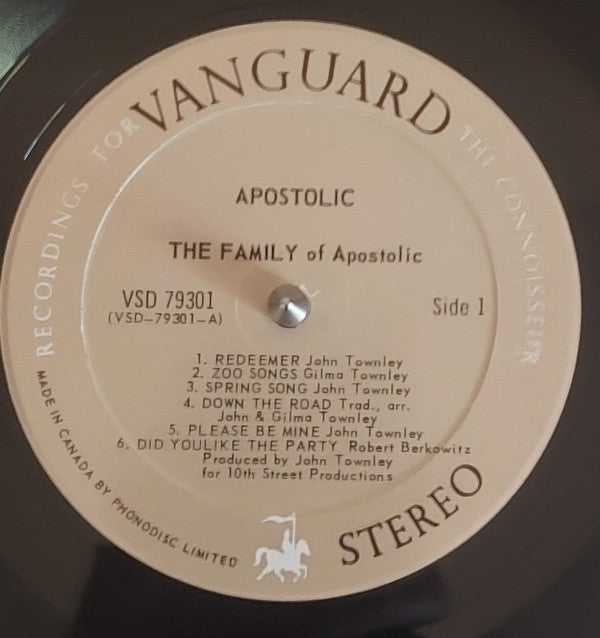 VANGUARD
RECORDINGS FOR THE CONNOISSEUR
APOSTOLIC
THE FAMILY of Apostolic
VSD 79301
(VSD-79301-A)
Side 1
1. REDEEMER John Townley
2. ZOO SONGS Gilma Townley
3. SPRING SONG John Townley
4. DOWN THE ROAD Trad., arr.
John & Gilma Townley
5. PLEASE BE MINE John Townley
6. DID YOULIKE THE PARTY Robert Berkowitz
Produced by John Townley
for 10th Street Productions
MADE IN CANADA BY PHONODISC LIMITED
STEREO